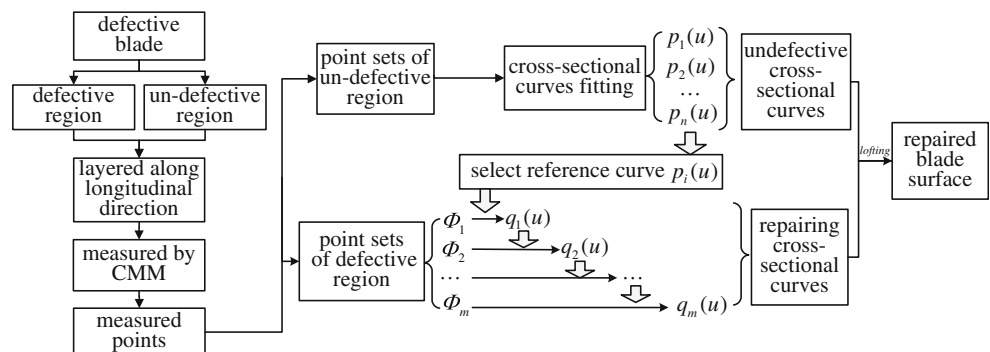 defective
blade
defective
region
un-defective
region
layered along
longitudinal
direction
measured by
CMM
measured
points
point sets of
un-defective
region
cross-sectional
curves fitting
p₁(u)
p₂(u)
...
pₙ(u)
undefective
cross-
sectional
curves
select reference curve pᵢ(u)
point sets
of defective
region
Φ₁ q₁(u)
Φ₂ q₂(u)
... ...
Φₘ qₘ(u)
repairing
cross-
sectional
curves
lofting
repaired
blade
surface